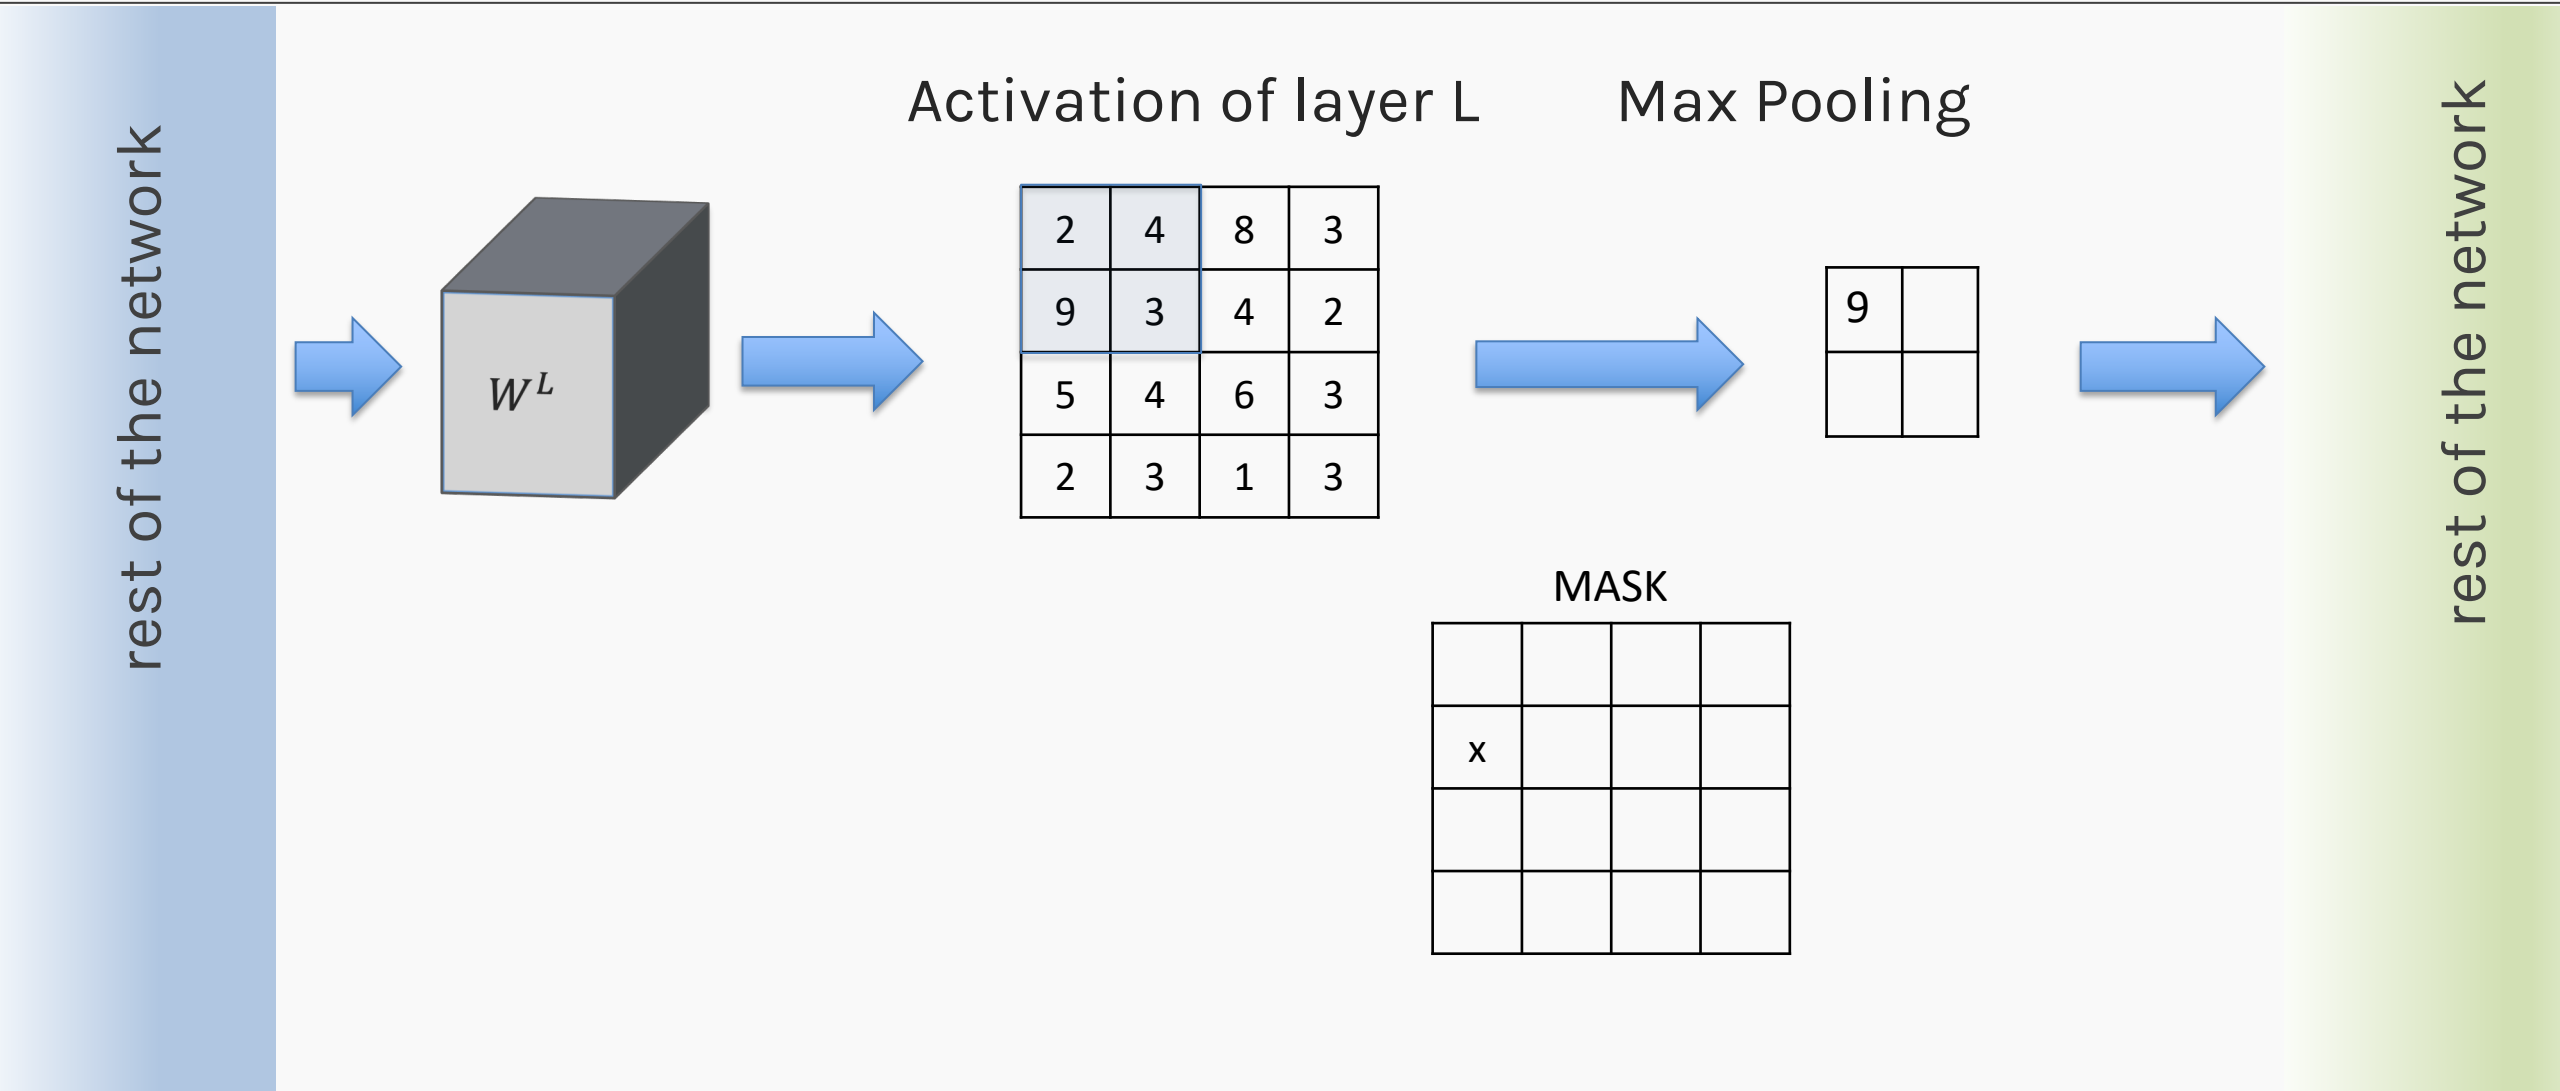 rest of the network
Activation of layer L
Max Pooling
W^L
2 4 8 3
9 3 4 2
5 4 6 3
2 3 1 3
9
MASK
x
rest of the network